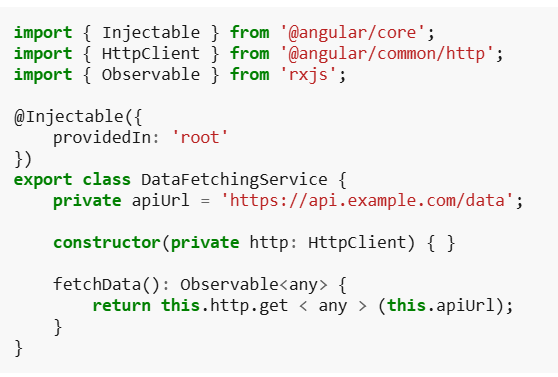 import { Injectable } from '@angular/core';
import { HttpClient } from '@angular/common/http';
import { Observable } from 'rxjs';

@Injectable({
    providedIn: 'root'
})
export class DataFetchingService {
    private apiUrl = 'https://api.example.com/data';

    constructor(private http: HttpClient) { }

    fetchData(): Observable<any> {
        return this.http.get < any > (this.apiUrl);
    }
}